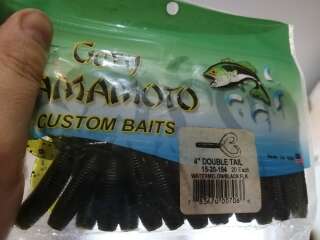 Gary
YAMAMOTO
CUSTOM BAITS
4" DOUBLE TAIL
15-20-194 20 Each